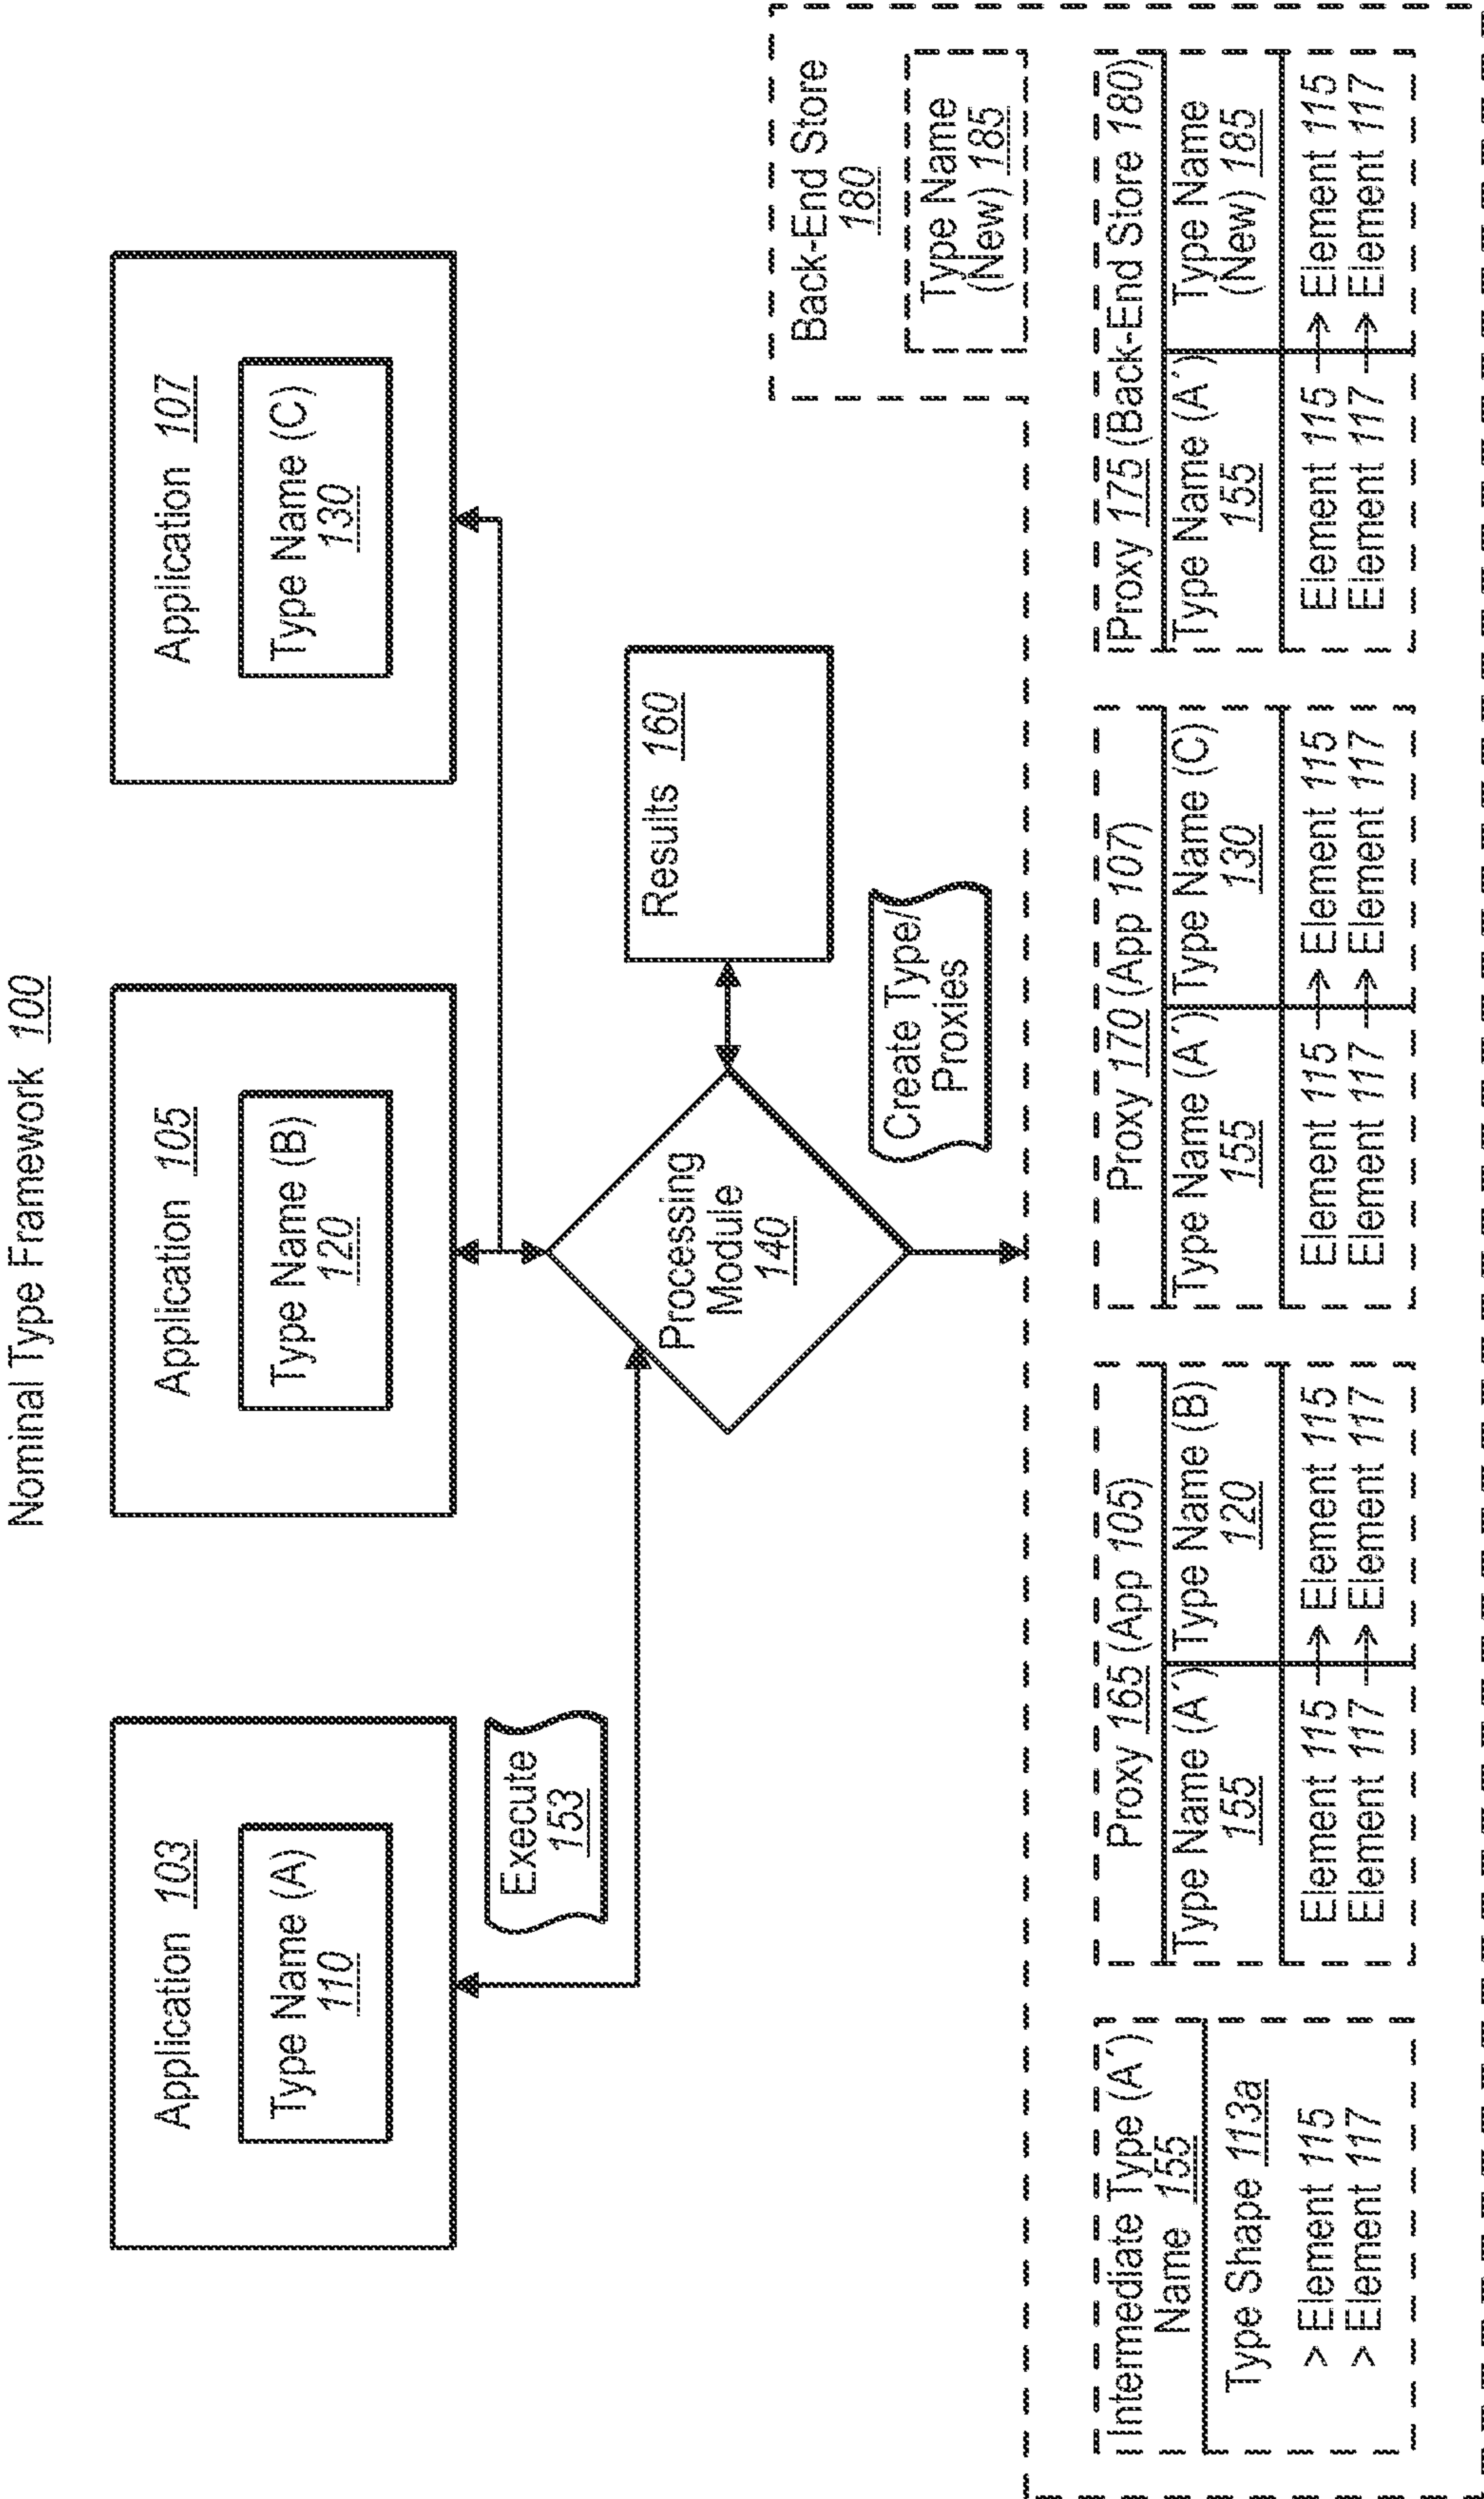 Nominal Type Framework 100
Application 103
Type Name (A)
110
Application 105
Type Name (B)
120
Application 107
Type Name (C)
130
Execute
153
Processing
Module
140
Results 160
Create Type/
Proxies
Back-End Store
180
Type Name
(New) 185
Intermediate Type (A´)
Name 155
Type Shape 113a
> Element 115
> Element 117
Proxy 165 (App 105)
Type Name (A´) Type Name (B)
155 120
Element 115 → Element 115
Element 117 → Element 117
Proxy 170 (App 107)
Type Name (A´) Type Name (C)
155 130
Element 115 → Element 115
Element 117 → Element 117
Proxy 175 (Back-End Store 180)
Type Name (A´) Type Name
155 (New) 185
Element 115 → Element 115
Element 117 → Element 117